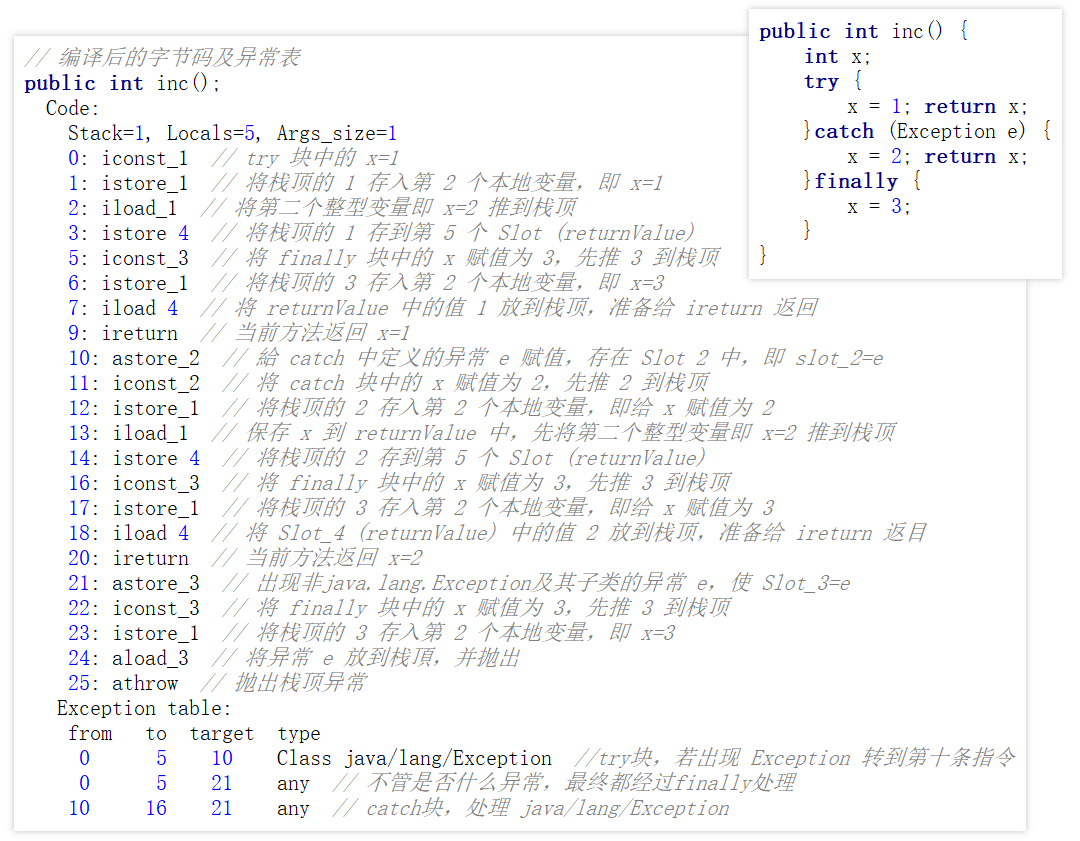 // 编译后的字节码及异常表
public int inc();
Code:
Stack=1, Locals=5, Args_size=1
0: iconst_1 // try 块中的 x=1
1: istore_1 // 将栈顶的 1 存入第 2 个本地变量，即 x=1
2: iload_1 // 将第二个整型变量即 x=2 推到栈顶
3: istore 4 // 将栈顶的 1 存到第 5 个 Slot (returnValue)
5: iconst_3 // 将 finally 块中的 x 赋值为 3，先推 3 到栈顶
6: istore_1 // 将栈顶的 3 存入第 2 个本地变量，即 x=3
7: iload 4 // 将 returnValue 中的值 1 放到栈顶，准备给 ireturn 返回
9: ireturn // 当前方法返回 x=1
10: astore_2 // 給 catch 中定义的异常 e 赋值，存在 Slot 2 中，即 slot_2=e
11: iconst_2 // 将 catch 块中的 x 赋值为 2，先推 2 到栈顶
12: istore_1 // 将栈顶的 2 存入第 2 个本地变量，即给 x 赋值为 2
13: iload_1 // 保存 x 到 returnValue 中，先将第二个整型变量即 x=2 推到栈顶
14: istore 4 // 将栈顶的 2 存到第 5 个 Slot (returnValue)
16: iconst_3 // 将 finally 块中的 x 赋值为 3，先推 3 到栈顶
17: istore_1 // 将栈顶的 3 存入第 2 个本地变量，即给 x 赋值为 3
18: iload 4 // 将 Slot_4 (returnValue) 中的值 2 放到栈顶，准备给 ireturn 返目
20: ireturn // 当前方法返回 x=2
21: astore_3 // 出现非java.lang.Exception及其子类的异常 e，使 Slot_3=e
22: iconst_3 // 将 finally 块中的 x 赋值为 3，先推 3 到栈顶
23: istore_1 // 将栈顶的 3 存入第 2 个本地变量，即 x=3
24: aload_3 // 将异常 e 放到栈頂，并抛出
25: athrow // 抛出栈顶异常
Exception table:
from to target type
0 5 10 Class java/lang/Exception //try块，若出现 Exception 转到第十条指令
0 5 21 any // 不管是否什么异常，最终都经过finally处理
10 16 21 any // catch块，处理 java/lang/Exception
public int inc() {
int x;
try {
x = 1; return x;
}catch (Exception e) {
x = 2; return x;
}finally {
x = 3;
}
}